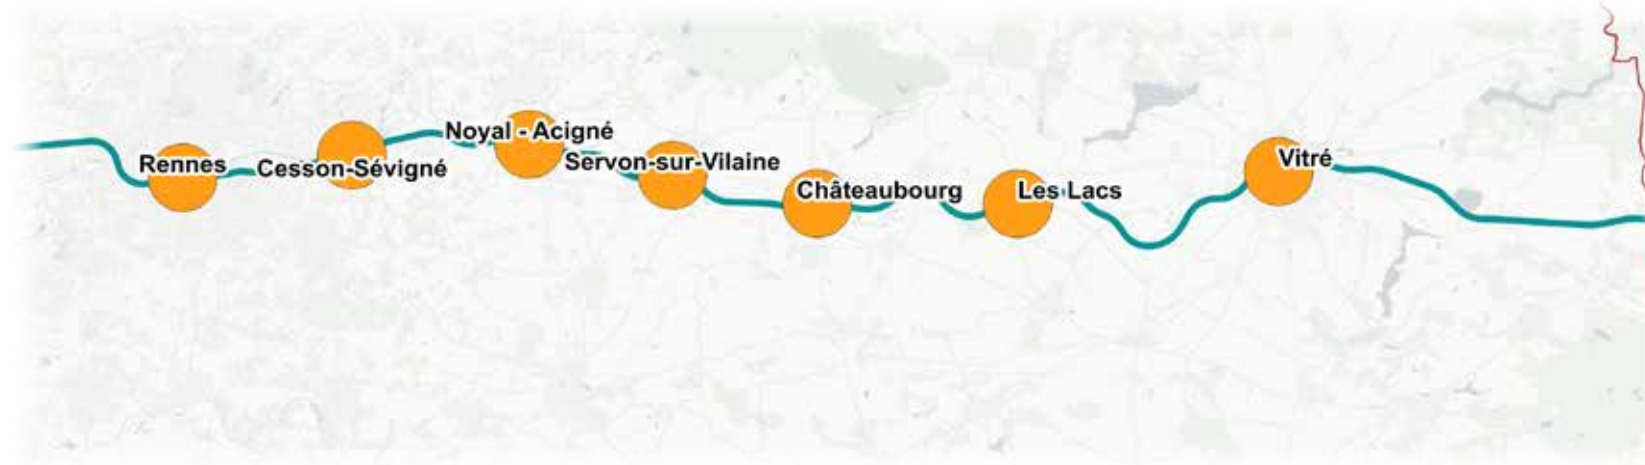 Rennes
Cesson-Sévigné
Noyal - Acigné
Servon-sur-Vilaine
Châteaubourg
Les Lacs
Vitré